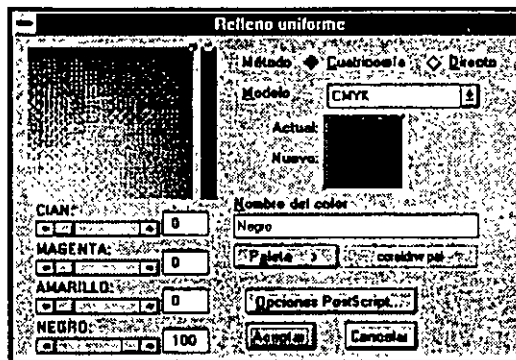 Relleno uniforme
Método Cuatricomía Directo
Modelo CMYK
Actual:
Nuevo:
CIAN: 0
MAGENTA: 0
AMARILLO: 0
NEGRO: 100
Nombre del color
Negro
Paleta >
Opciones PostScript...
Aceptar Cancelar